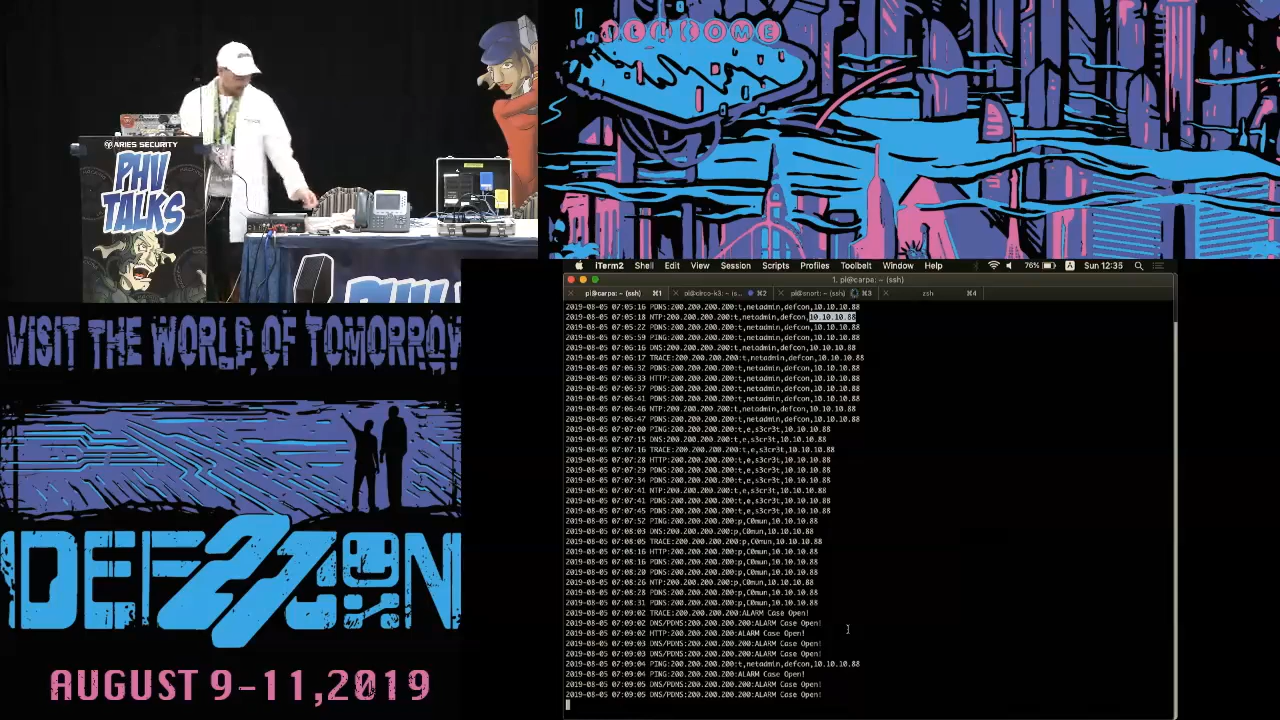 WELCOME
ARIES SECURITY
PHV
TALKS
VISIT THE WORLD OF TOMORROW
DEFCON
27
AUGUST 9-11,2019
iTerm2 Shell Edit View Session Scripts Profiles Toolbelt Window Help 76% A Sun 12:35
1. pi@carpa: ~ (ssh)
pi@carpa: ~ (ssh) ⌘1 pi@circo-k3: ~ is... ⌘2 pi@snort: ~ (ssh) ⌘3 zsh ⌘4
2019-08-05 07:05:16 PDNS:200.200.200.200:t,netadmin,defcon,10.10.10.88
2019-08-05 07:05:18 NTP:200.200.200.200:t,netadmin,defcon,10.10.10.88
2019-08-05 07:05:22 PDNS:200.200.200.200:t,netadmin,defcon,10.10.10.88
2019-08-05 07:05:59 PING:200.200.200.200:t,netadmin,defcon,10.10.10.88
2019-08-05 07:06:16 DNS:200.200.200.200:t,netadmin,defcon,10.10.10.88
2019-08-05 07:06:17 TRACE:200.200.200.200:t,netadmin,defcon,10.10.10.88
2019-08-05 07:06:32 PDNS:200.200.200.200:t,netadmin,defcon,10.10.10.88
2019-08-05 07:06:33 HTTP:200.200.200.200:t,netadmin,defcon,10.10.10.88
2019-08-05 07:06:37 PDNS:200.200.200.200:t,netadmin,defcon,10.10.10.88
2019-08-05 07:06:41 PDNS:200.200.200.200:t,netadmin,defcon,10.10.10.88
2019-08-05 07:06:46 NTP:200.200.200.200:t,netadmin,defcon,10.10.10.88
2019-08-05 07:06:47 PDNS:200.200.200.200:t,netadmin,defcon,10.10.10.88
2019-08-05 07:07:00 PING:200.200.200.200:t,e,s3cr3t,10.10.10.88
2019-08-05 07:07:15 DNS:200.200.200.200:t,e,s3cr3t,10.10.10.88
2019-08-05 07:07:16 TRACE:200.200.200.200:t,e,s3cr3t,10.10.10.88
2019-08-05 07:07:28 HTTP:200.200.200.200:t,e,s3cr3t,10.10.10.88
2019-08-05 07:07:29 PDNS:200.200.200.200:t,e,s3cr3t,10.10.10.88
2019-08-05 07:07:34 PDNS:200.200.200.200:t,e,s3cr3t,10.10.10.88
2019-08-05 07:07:41 NTP:200.200.200.200:t,e,s3cr3t,10.10.10.88
2019-08-05 07:07:41 PDNS:200.200.200.200:t,e,s3cr3t,10.10.10.88
2019-08-05 07:07:45 PDNS:200.200.200.200:t,e,s3cr3t,10.10.10.88
2019-08-05 07:07:52 PING:200.200.200.200:p,C0mun,10.10.10.88
2019-08-05 07:08:03 DNS:200.200.200.200:p,C0mun,10.10.10.88
2019-08-05 07:08:05 TRACE:200.200.200.200:p,C0mun,10.10.10.88
2019-08-05 07:08:16 HTTP:200.200.200.200:p,C0mun,10.10.10.88
2019-08-05 07:08:16 PDNS:200.200.200.200:p,C0mun,10.10.10.88
2019-08-05 07:08:20 PDNS:200.200.200.200:p,C0mun,10.10.10.88
2019-08-05 07:08:26 NTP:200.200.200.200:p,C0mun,10.10.10.88
2019-08-05 07:08:28 PDNS:200.200.200.200:p,C0mun,10.10.10.88
2019-08-05 07:08:31 PDNS:200.200.200.200:p,C0mun,10.10.10.88
2019-08-05 07:09:02 TRACE:200.200.200.200:ALARM Case Open!
2019-08-05 07:09:02 DNS/PDNS:200.200.200.200:ALARM Case Open!
2019-08-05 07:09:02 HTTP:200.200.200.200:ALARM Case Open!
2019-08-05 07:09:03 DNS/PDNS:200.200.200.200:ALARM Case Open!
2019-08-05 07:09:03 DNS/PDNS:200.200.200.200:ALARM Case Open!
2019-08-05 07:09:04 PING:200.200.200.200:t,netadmin,defcon,10.10.10.88
2019-08-05 07:09:04 PING:200.200.200.200:ALARM Case Open!
2019-08-05 07:09:05 DNS/PDNS:200.200.200.200:ALARM Case Open!
2019-08-05 07:09:05 DNS/PDNS:200.200.200.200:ALARM Case Open!